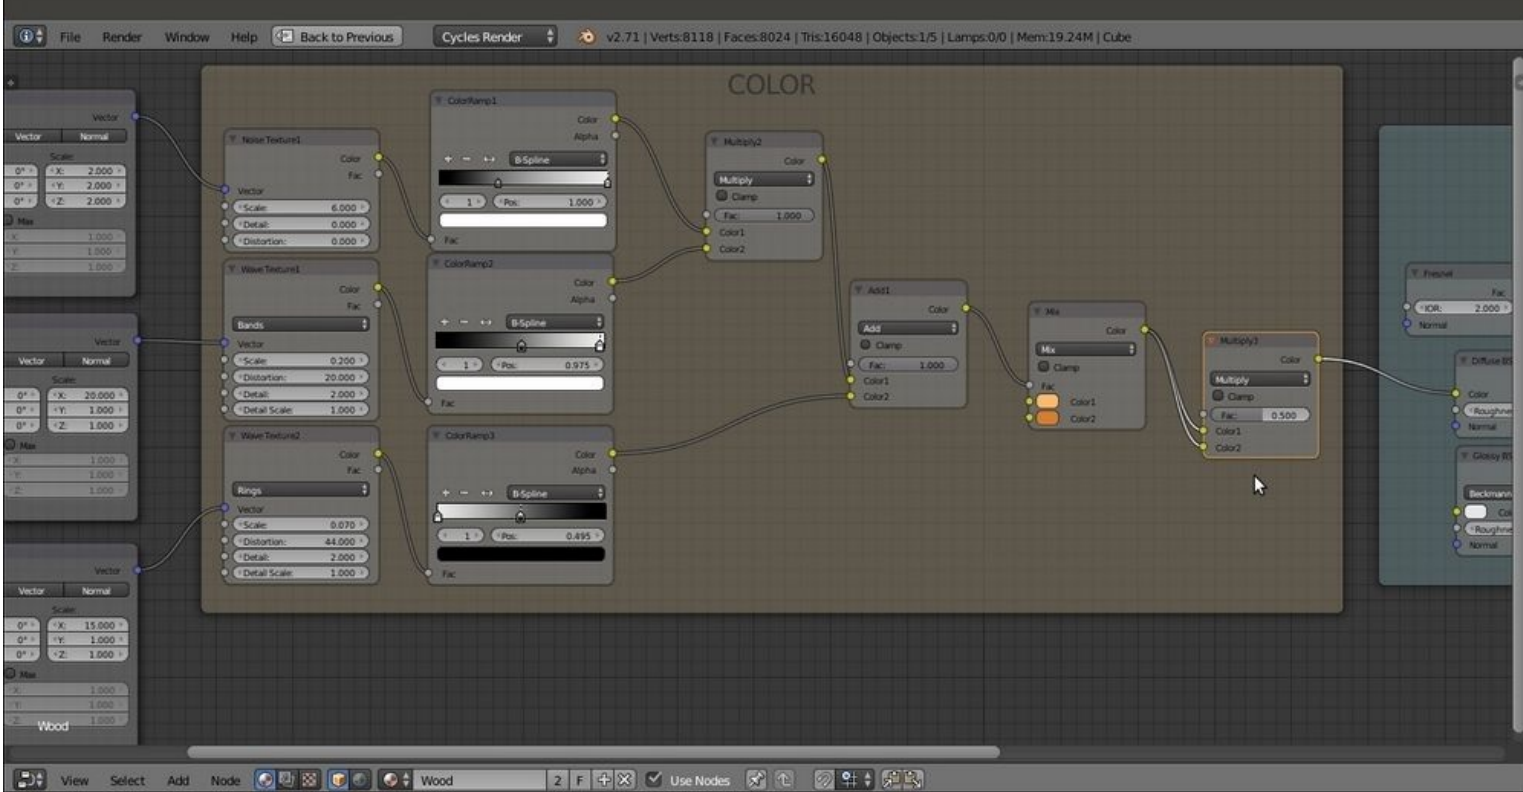 File Render Window Help Back to Previous Cycles Render v2.71 | Verts:8118 | Faces:8024 | Tris:16048 | Objects:1/5 | Lamps:0/0 | Mem:19.24M | Cube
COLOR
Vector
Vector Normal
Scale:
0° X: 2.000
0° Y: 2.000
0° Z: 2.000
Max
X: 1.000
Y: 1.000
Z: 1.000
Vector
Vector Normal
Scale:
0° X: 20.000
0° Y: 1.000
0° Z: 1.000
Max
X: 1.000
Y: 1.000
Z: 1.000
Vector
Vector Normal
Scale:
0° X: 15.000
0° Y: 1.000
0° Z: 1.000
Max
X: 1.000
Y: 1.000
Z: 1.000
Wood
Noise Texture1
Color
Fac
Vector
Scale: 6.000
Detail: 0.000
Distortion: 0.000
Wave Texture1
Color
Fac
Bands
Vector
Scale: 0.200
Distortion: 20.000
Detail: 2.000
Detail Scale: 1.000
Wave Texture2
Color
Fac
Rings
Vector
Scale: 0.070
Distortion: 44.000
Detail: 2.000
Detail Scale: 1.000
ColorRamp1
Color
Alpha
+ − ↔ B-Spline
1 Pos: 1.000
Fac
ColorRamp2
Color
Alpha
+ − ↔ B-Spline
1 Pos: 0.975
Fac
ColorRamp3
Color
Alpha
+ − ↔ B-Spline
1 Pos: 0.495
Fac
Multiply2
Color
Multiply
Clamp
Fac: 1.000
Color1
Color2
Add1
Color
Add
Clamp
Fac: 1.000
Color1
Color2
Mix
Color
Mix
Clamp
Fac
Color1
Color2
Multiply3
Color
Multiply
Clamp
Fac: 0.500
Color1
Color2
Fresnel
Fac
IOR: 2.000
Normal
Diffuse BS
Color
Roughne
Normal
Glossy BS
Beckmann
Col
Roughne
Normal
View Select Add Node Wood 2 F Use Nodes